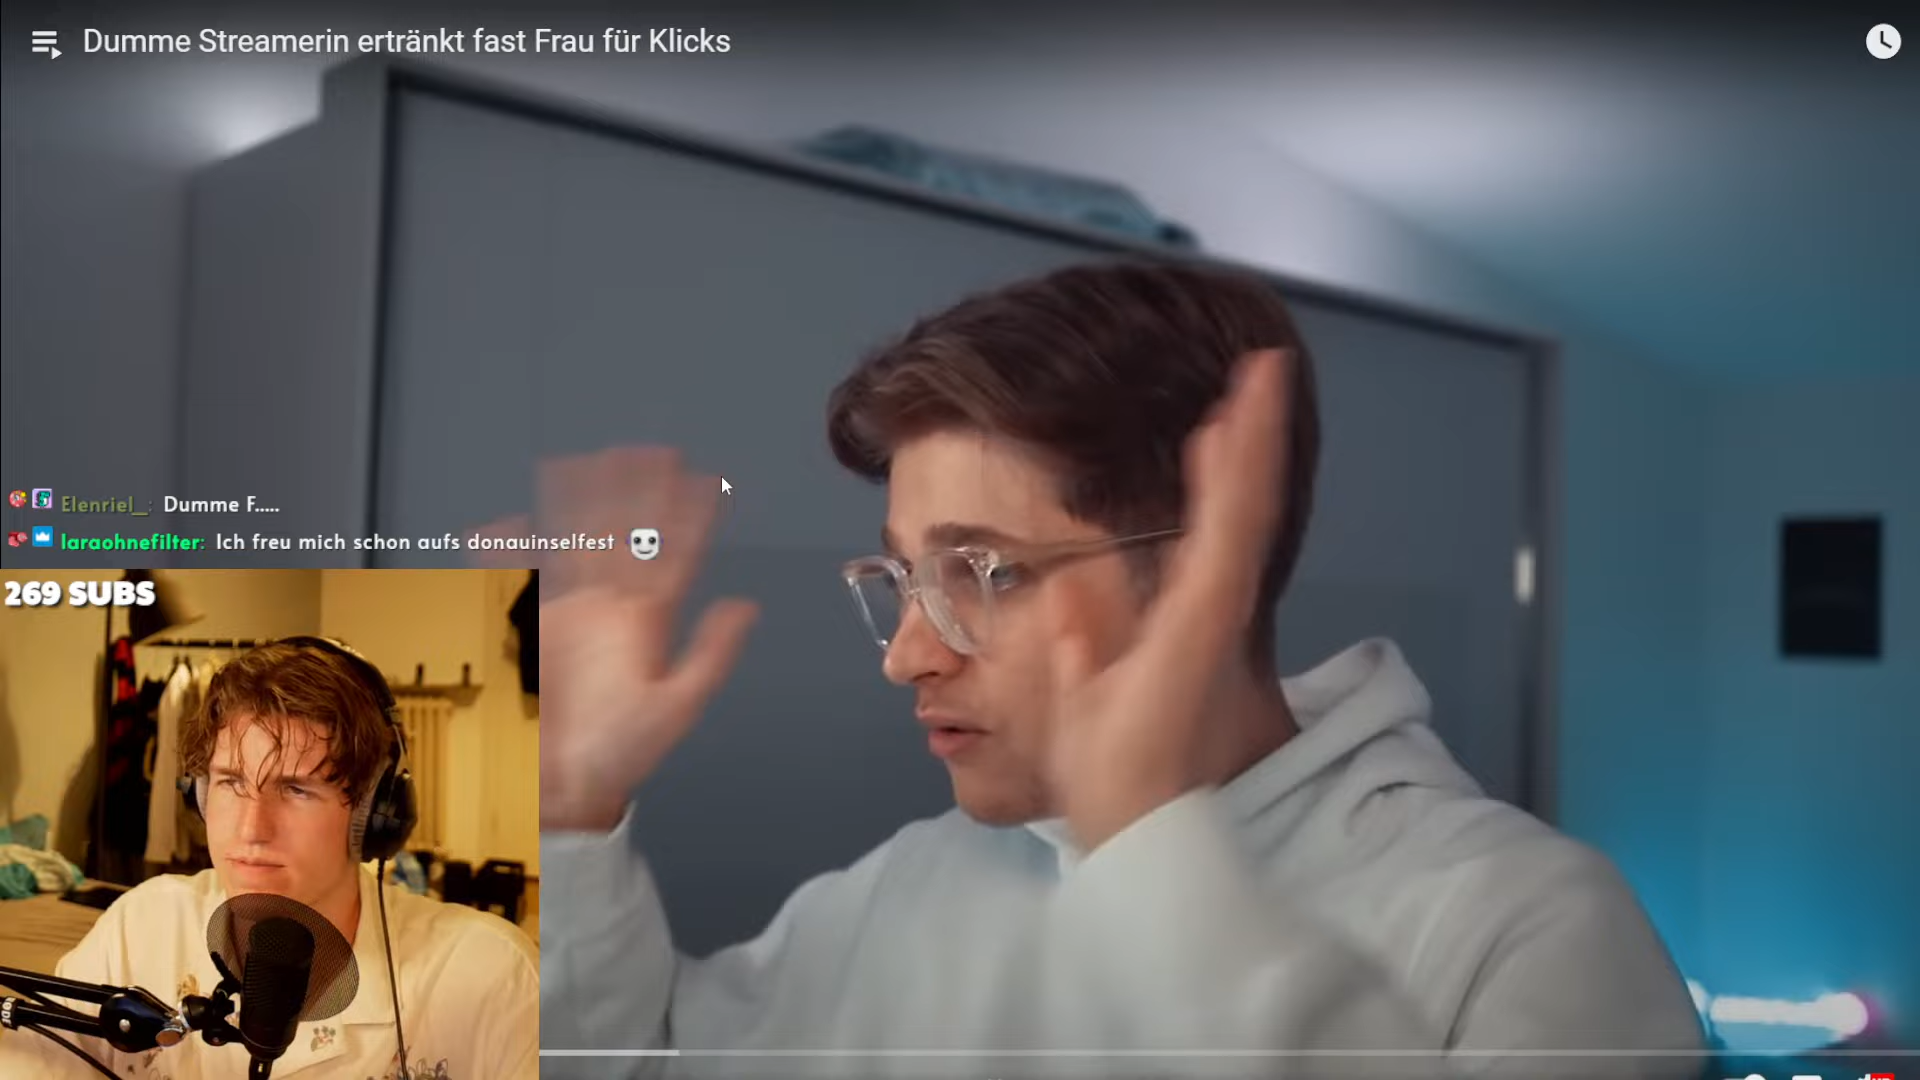 Dumme Streamerin ertränkt fast Frau für Klicks
Elenriel_: Dumme F.....
laraohnefilter: Ich freu mich schon aufs donauinselfest
269 SUBS